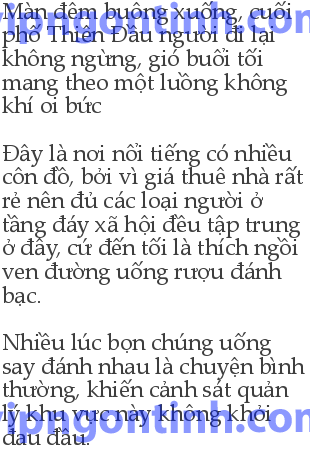 Màn đêm buông xuống, cuối
phố Thiên Đầu người đi lại
không ngừng, gió buổi tối
mang theo một luồng không
khí oi bức
Đây là nơi nổi tiếng có nhiều
côn đồ, bởi vì giá thuê nhà rất
rẻ nên đủ các loại người ở
tầng đáy xã hội đều tập trung
ở đây, cứ đến tối là thích ngồi
ven đường uống rượu đánh
bạc.
Nhiều lúc bọn chúng uống
say đánh nhau là chuyện bình
thường, khiến cảnh sát quản
lý khu vực này không khỏi
đau đầu.
ipngontinh.com
ipngontinh.com